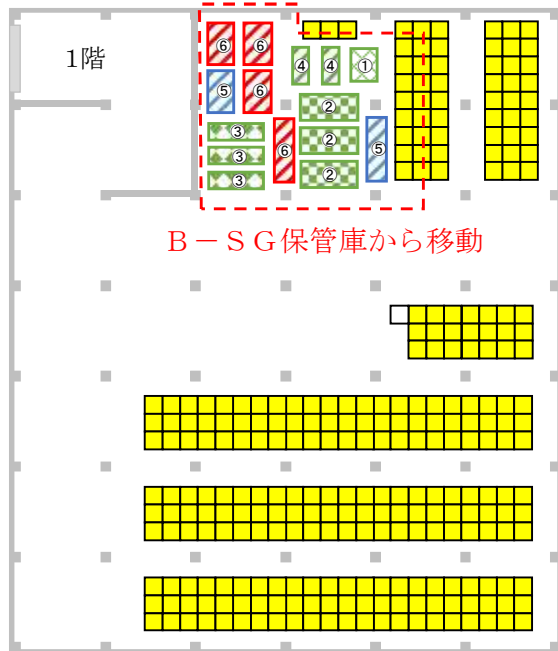 1階
⑥ ⑥
④ ④ ①
⑤ ⑥
②
③ ⑥ ② ⑤
③
③ ②
B-SG保管庫から移動